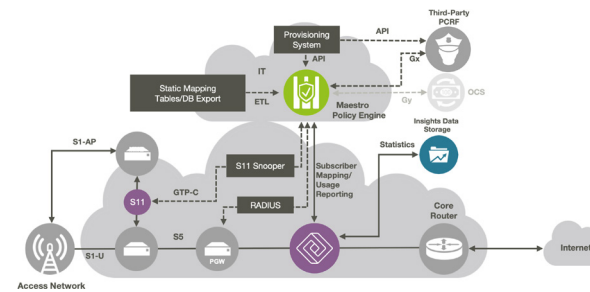 Third-Party
PCRF
Provisioning
System
API
API
Gx
IT
Static Mapping
Tables/DB Export
ETL
Maestro
Policy Engine
Gy
OCS
Insights Data
Storage
S1-AP
S11 Snooper
Subscriber
Mapping/
Usage
Reporting
Statistics
GTP-C
S11
RADIUS
Core
Router
S5
S1-U
PGW
Internet
Access Network